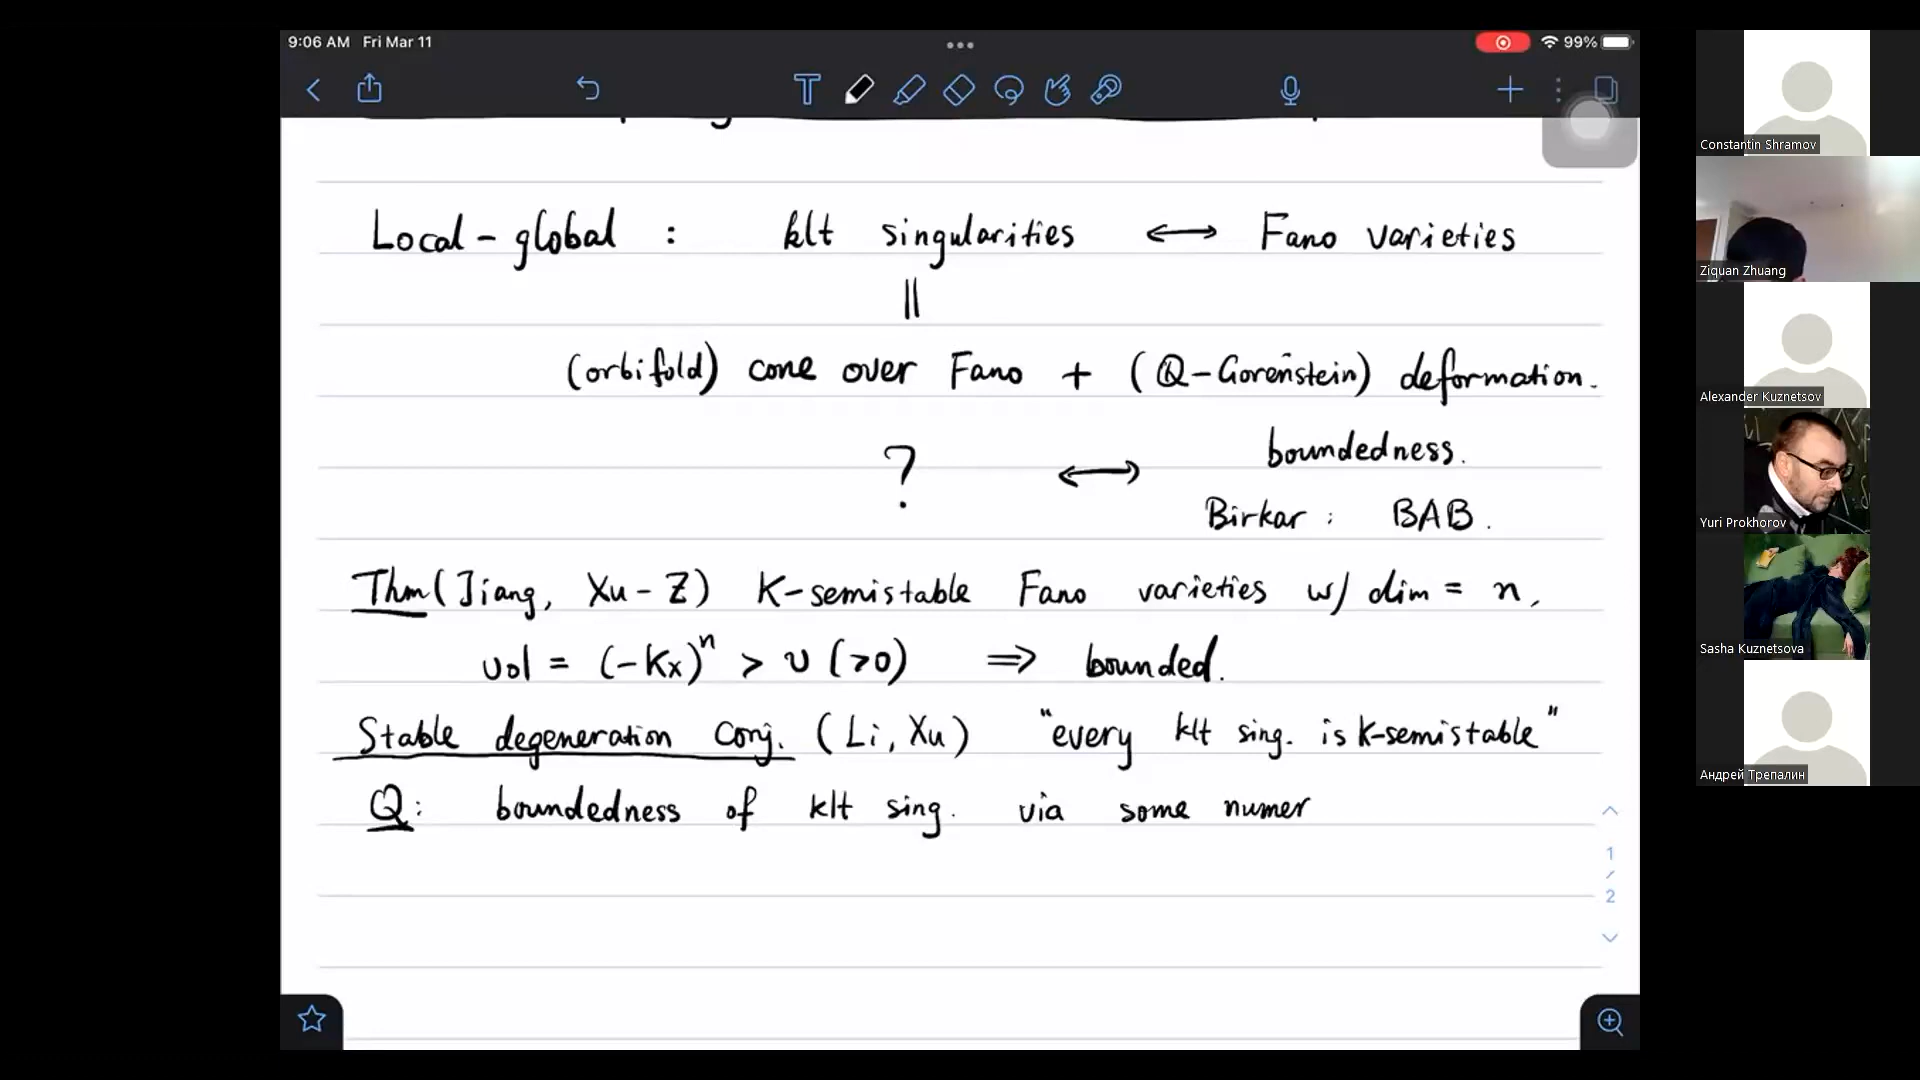 9:06 AM Fri Mar 11
99%
Local-global : klt singularities ⟷ Fano varieties
||
(orbifold) cone over Fano + (Q-Gorenstein) deformation.
? ⟷ boundedness.
Birkar : BAB.
Thm (Jiang, Xu-Z) K-semistable Fano varieties w/ dim = n,
vol = (-Kx)^n > v (>0) ⇒ bounded.
Stable degeneration Conj. (Li, Xu) "every klt sing. is K-semistable"
Q: boundedness of klt sing. via some numer
1
/
2
Constantin Shramov
Ziquan Zhuang
Alexander Kuznetsov
Yuri Prokhorov
Sasha Kuznetsova
Андрей Трепалин